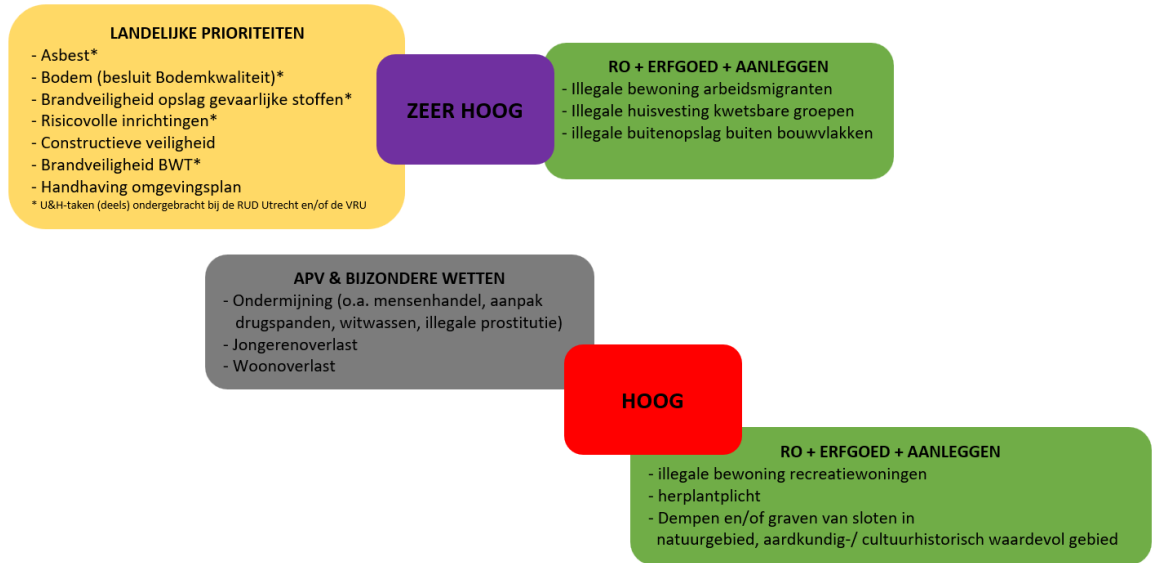 LANDELIJKE PRIORITEITEN
- Asbest*
- Bodem (besluit Bodemkwaliteit)*
- Brandveiligheid opslag gevaarlijke stoffen*
- Risicovolle inrichtingen*
- Constructieve veiligheid
- Brandveiligheid BWT*
- Handhaving omgevingsplan
* U&H-taken (deels) ondergebracht bij de RUD Utrecht en/of de VRU
ZEER HOOG
RO + ERFGOED + AANLEGGEN
- Illegale bewoning arbeidsmigranten
- Illegale huisvesting kwetsbare groepen
- illegale buitenopslag buiten bouwvlakken
APV & BIJZONDERE WETTEN
- Ondermijning (o.a. mensenhandel, aanpak
drugspanden, witwassen, illegale prostitutie)
- Jongerenoverlast
- Woonoverlast
HOOG
RO + ERFGOED + AANLEGGEN
- illegale bewoning recreatiewoningen
- herplantplicht
- Dempen en/of graven van sloten in
natuurgebied, aardkundig-/ cultuurhistorisch waardevol gebied